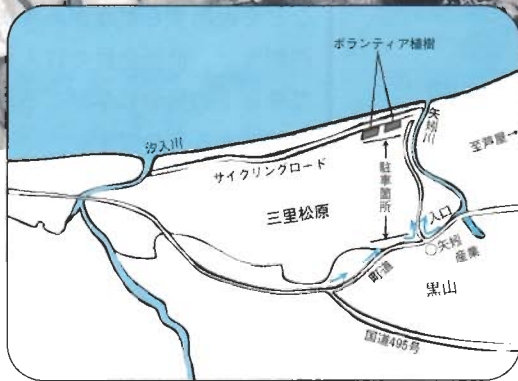 ボランティア植樹
汐入川
矢矧川
至芦屋→
サイクリングロード
駐車箇所
三里松原
入口
矢矧
産業
町道
黒山
国道495号